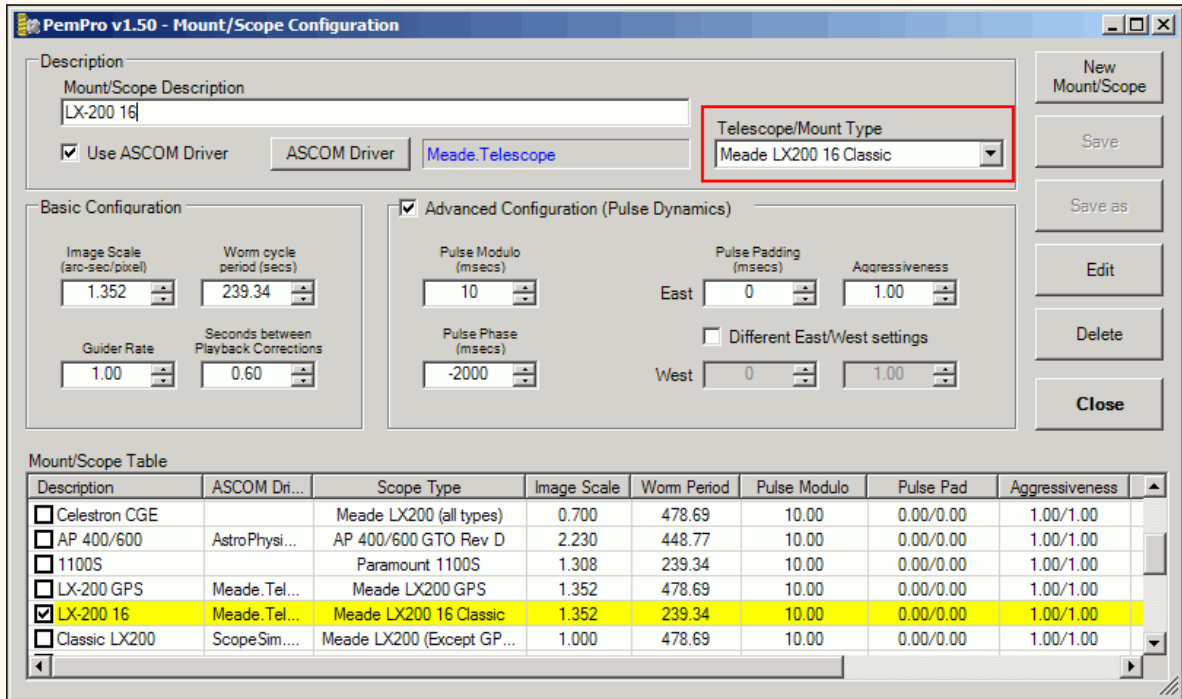 PemPro v1.50 - Mount/Scope Configuration
Description
Mount/Scope Description
LX-200 16
Use ASCOM Driver
ASCOM Driver
Meade.Telescope
Telescope/Mount Type
Meade LX200 16 Classic
New
Mount/Scope
Save
Save as
Edit
Delete
Close
Basic Configuration
Image Scale
(arc-sec/pixel)
1.352
Worm cycle
period (secs)
239.34
Guider Rate
1.00
Seconds between
Playback Corrections
0.60
Advanced Configuration (Pulse Dynamics)
Pulse Modulo
(msecs)
10
Pulse Phase
(msecs)
-2000
Pulse Padding
(msecs)
Aggressiveness
East 0 1.00
Different East/West settings
West 0 1.00
Mount/Scope Table
Description ASCOM Dri... Scope Type Image Scale Worm Period Pulse Modulo Pulse Pad Aggressiveness
Celestron CGE Meade LX200 (all types) 0.700 478.69 10.00 0.00/0.00 1.00/1.00
AP 400/600 AstroPhysi... AP 400/600 GTO Rev D 2.230 448.77 10.00 0.00/0.00 1.00/1.00
1100S Paramount 1100S 1.308 239.34 10.00 0.00/0.00 1.00/1.00
LX-200 GPS Meade.Tel... Meade LX200 GPS 1.352 478.69 10.00 0.00/0.00 1.00/1.00
LX-200 16 Meade.Tel... Meade LX200 16 Classic 1.352 239.34 10.00 0.00/0.00 1.00/1.00
Classic LX200 ScopeSim.... Meade LX200 (Except GP... 1.000 478.69 10.00 0.00/0.00 1.00/1.00